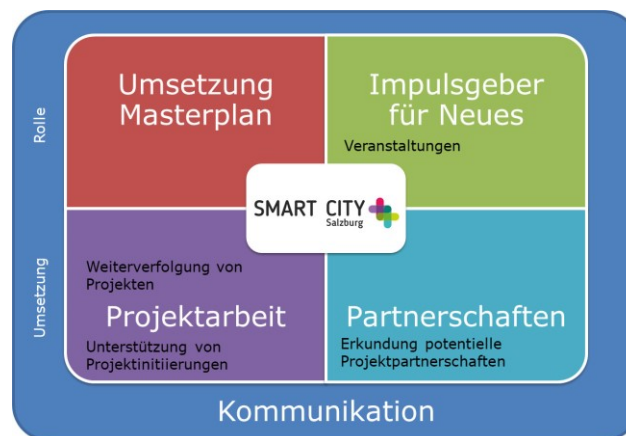 Rolle
Umsetzung
Masterplan
Impulsgeber
für Neues
Veranstaltungen
SMART CITY
Salzburg
Umsetzung
Weiterverfolgung von
Projekten
Projektarbeit
Unterstützung von
Projektinitiierungen
Partnerschaften
Erkundung potentielle
Projektpartnerschaften
Kommunikation